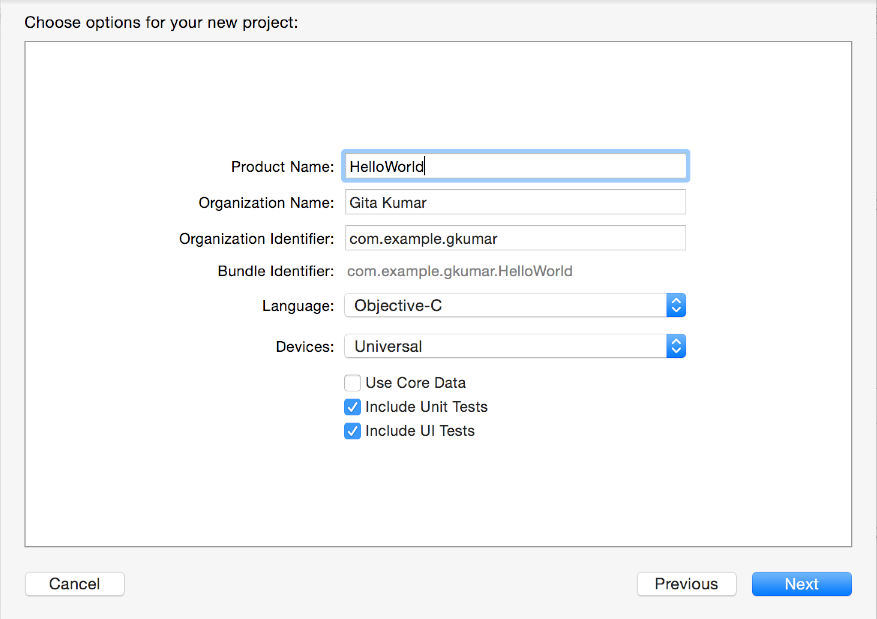 Choose options for your new project:
Product Name: HelloWorld
Organization Name: Gita Kumar
Organization Identifier: com.example.gkumar
Bundle Identifier: com.example.gkumar.HelloWorld
Language: Objective-C
Devices: Universal
Use Core Data
Include Unit Tests
Include UI Tests
Cancel Previous Next